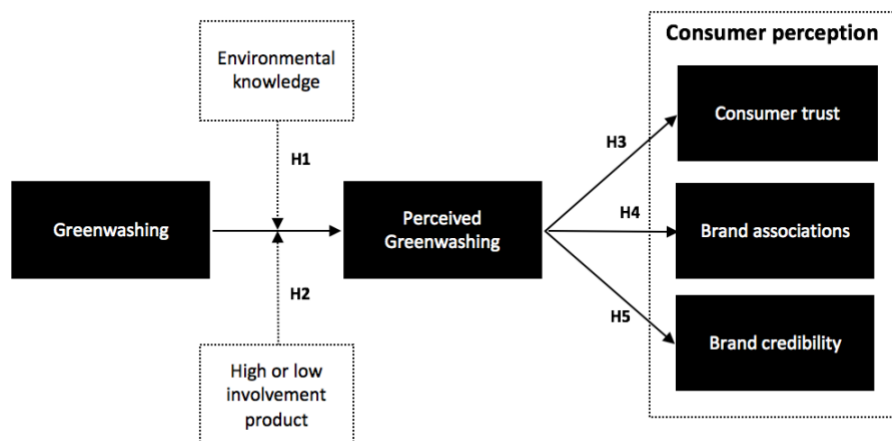 Consumer perception
Environmental
knowledge
Consumer trust
H3
H1
Greenwashing
Perceived
Greenwashing
H4
Brand associations
H2
H5
Brand credibility
High or low
involvement
product